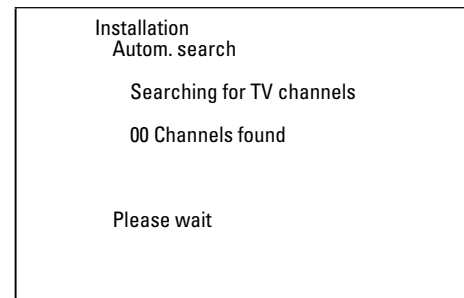 Installation
Autom. search
Searching for TV channels
00 Channels found
Please wait